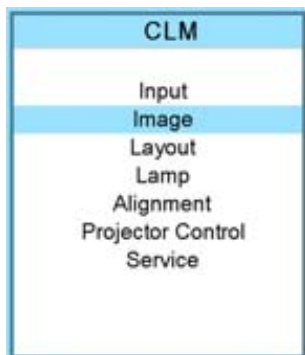 CLM
Input
Image
Layout
Lamp
Alignment
Projector Control
Service